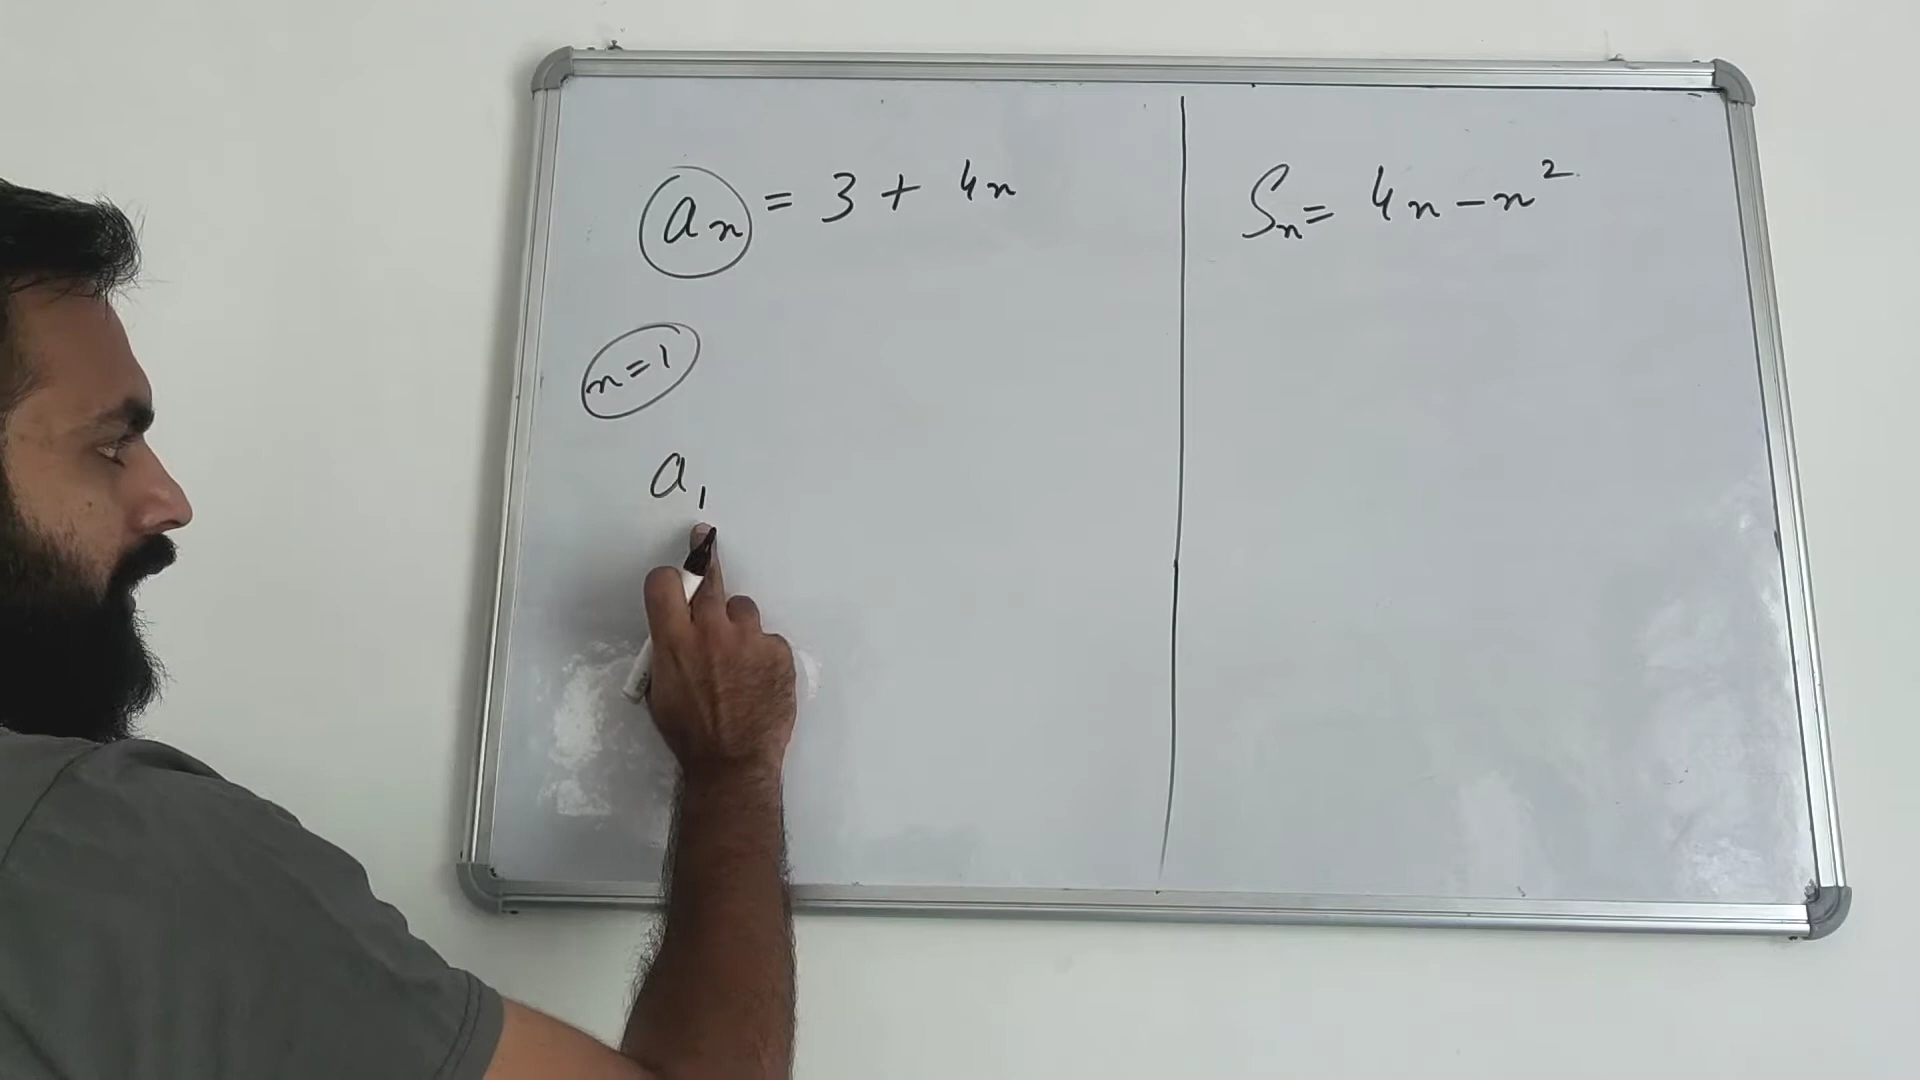 aₙ = 3 + 4n
n = 1
a₁
Sₙ = 4n - n²